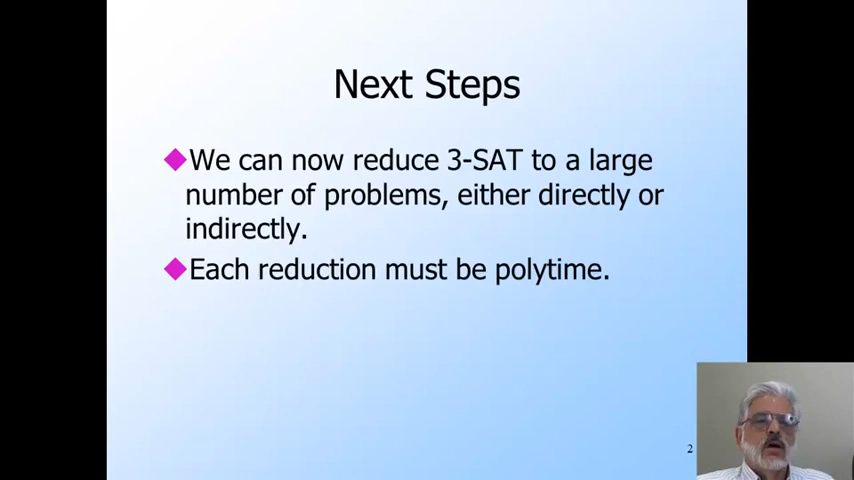 Next Steps
We can now reduce 3-SAT to a large
number of problems, either directly or
indirectly.
Each reduction must be polytime.
2